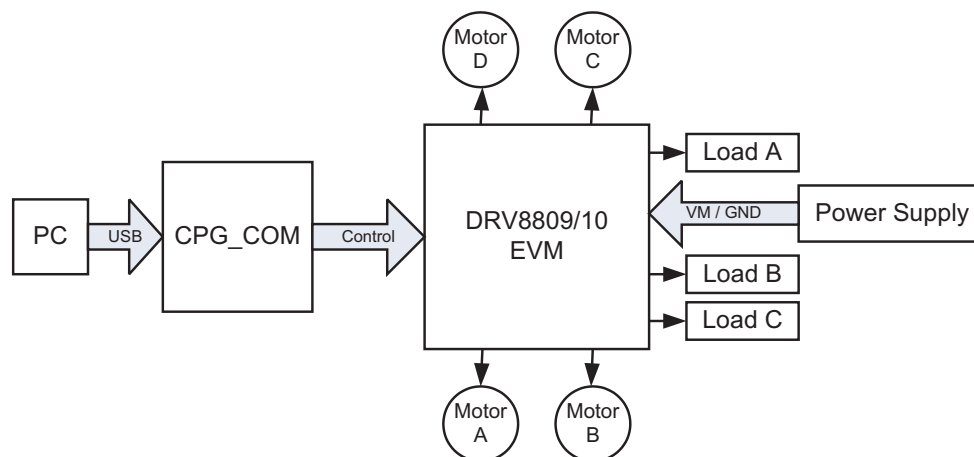 Motor
D
Motor
C
Load A
PC
USB
CPG_COM
Control
DRV8809/10
EVM
VM / GND
Power Supply
Load B
Load C
Motor
A
Motor
B